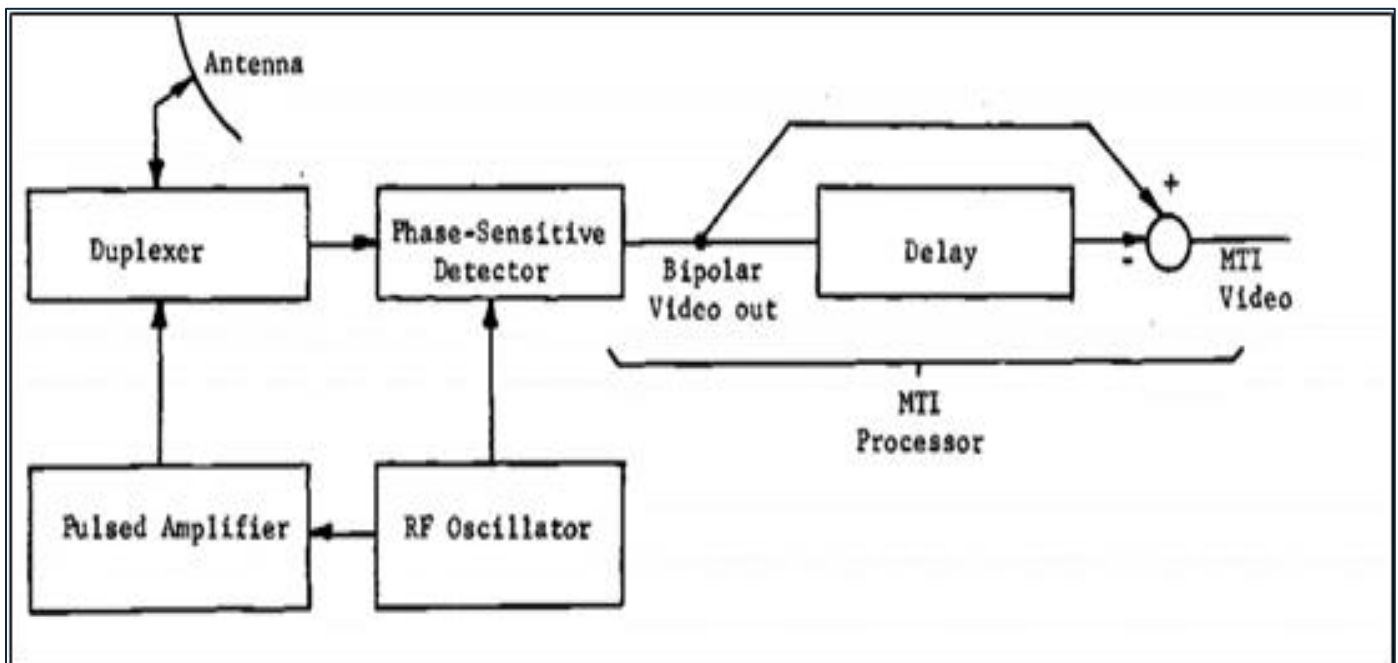 Antenna
+
Duplexer
Phase-Sensitive
Detector
Bipolar
Video out
Delay
-
MTI
Video
MTI
Processor
Pulsed Amplifier
RF Oscillator